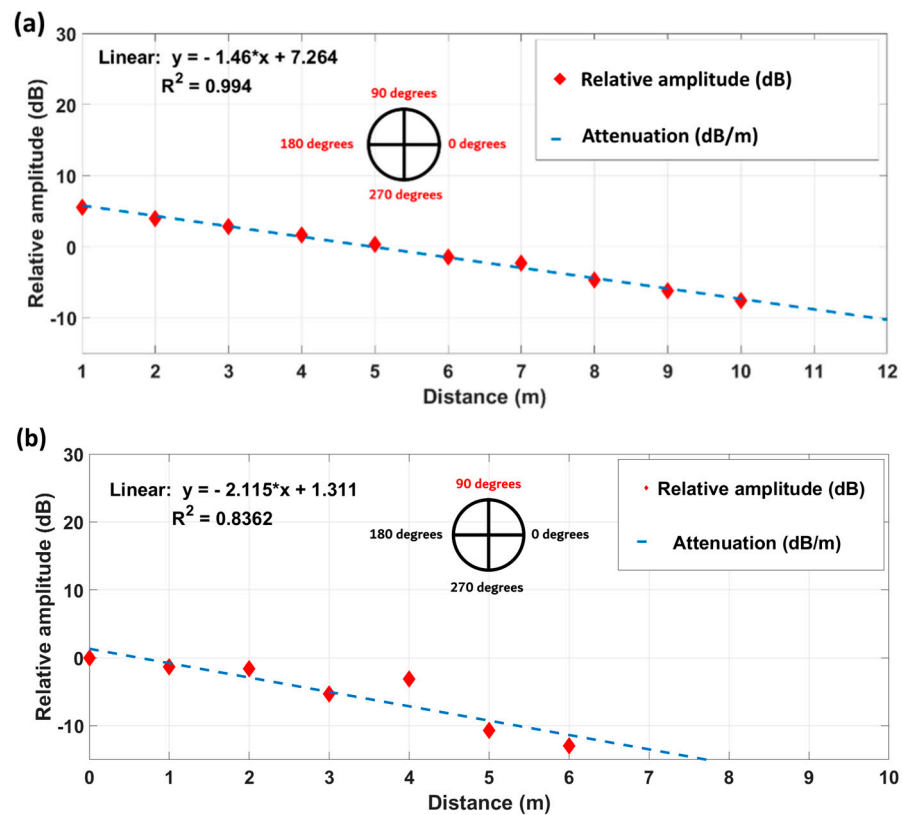 (a)
30
20
10
0
-10
Relative amplitude (dB)
Linear: y = - 1.46*x + 7.264
R2 = 0.994
90 degrees
180 degrees
0 degrees
270 degrees
Relative amplitude (dB)
Attenuation (dB/m)
1 2 3 4 5 6 7 8 9 10 11 12
Distance (m)
(b)
30
20
10
0
-10
Relative amplitude (dB)
Linear: y = - 2.115*x + 1.311
R2 = 0.8362
90 degrees
180 degrees
0 degrees
270 degrees
Relative amplitude (dB)
Attenuation (dB/m)
0 1 2 3 4 5 6 7 8 9 10
Distance (m)